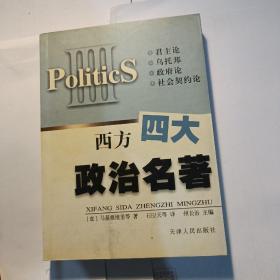 PoliticS
君主论
乌托邦
政府论
社会契约论
西方 四大
政治名著
XIFANG SIDA ZHENGZHI MINGZHU
[意]马基雅维里等 著
天津人民出版社